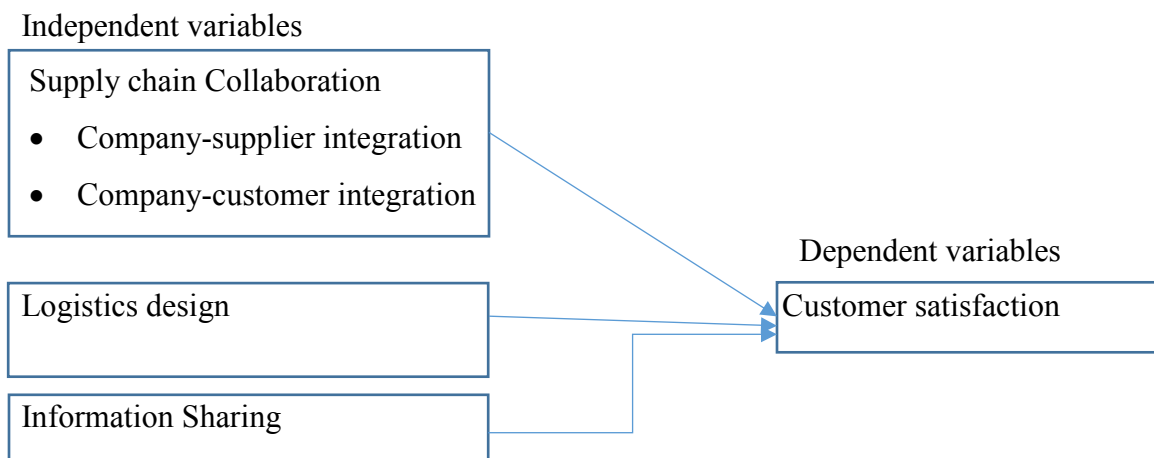 Independent variables
Supply chain Collaboration
• Company-supplier integration
• Company-customer integration
Dependent variables
Logistics design
Customer satisfaction
Information Sharing